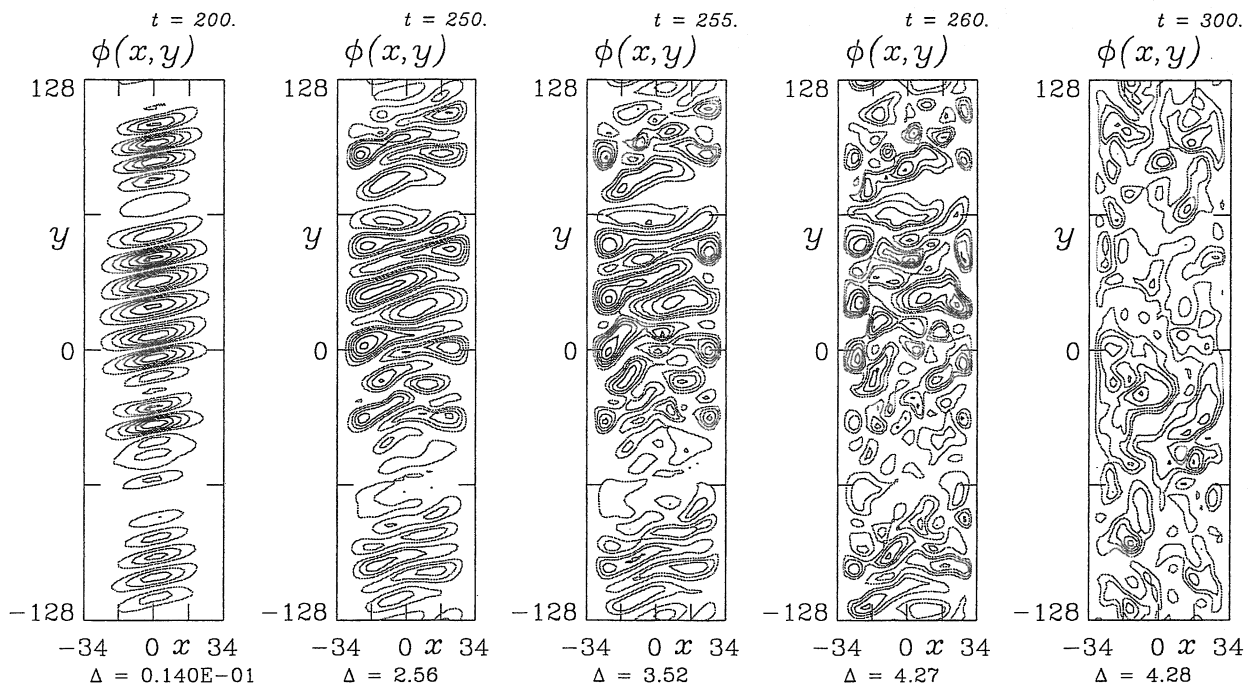 t = 200. t = 250. t = 255. t = 260. t = 300.
ϕ(x,y) ϕ(x,y) ϕ(x,y) ϕ(x,y) ϕ(x,y)
128 128 128 128 128
y y y y y
0 0 0 0 0
−128 −128 −128 −128 −128
−34 0 x 34 −34 0 x 34 −34 0 x 34 −34 0 x 34 −34 0 x 34
Δ = 0.140E−01 Δ = 2.56 Δ = 3.52 Δ = 4.27 Δ = 4.28